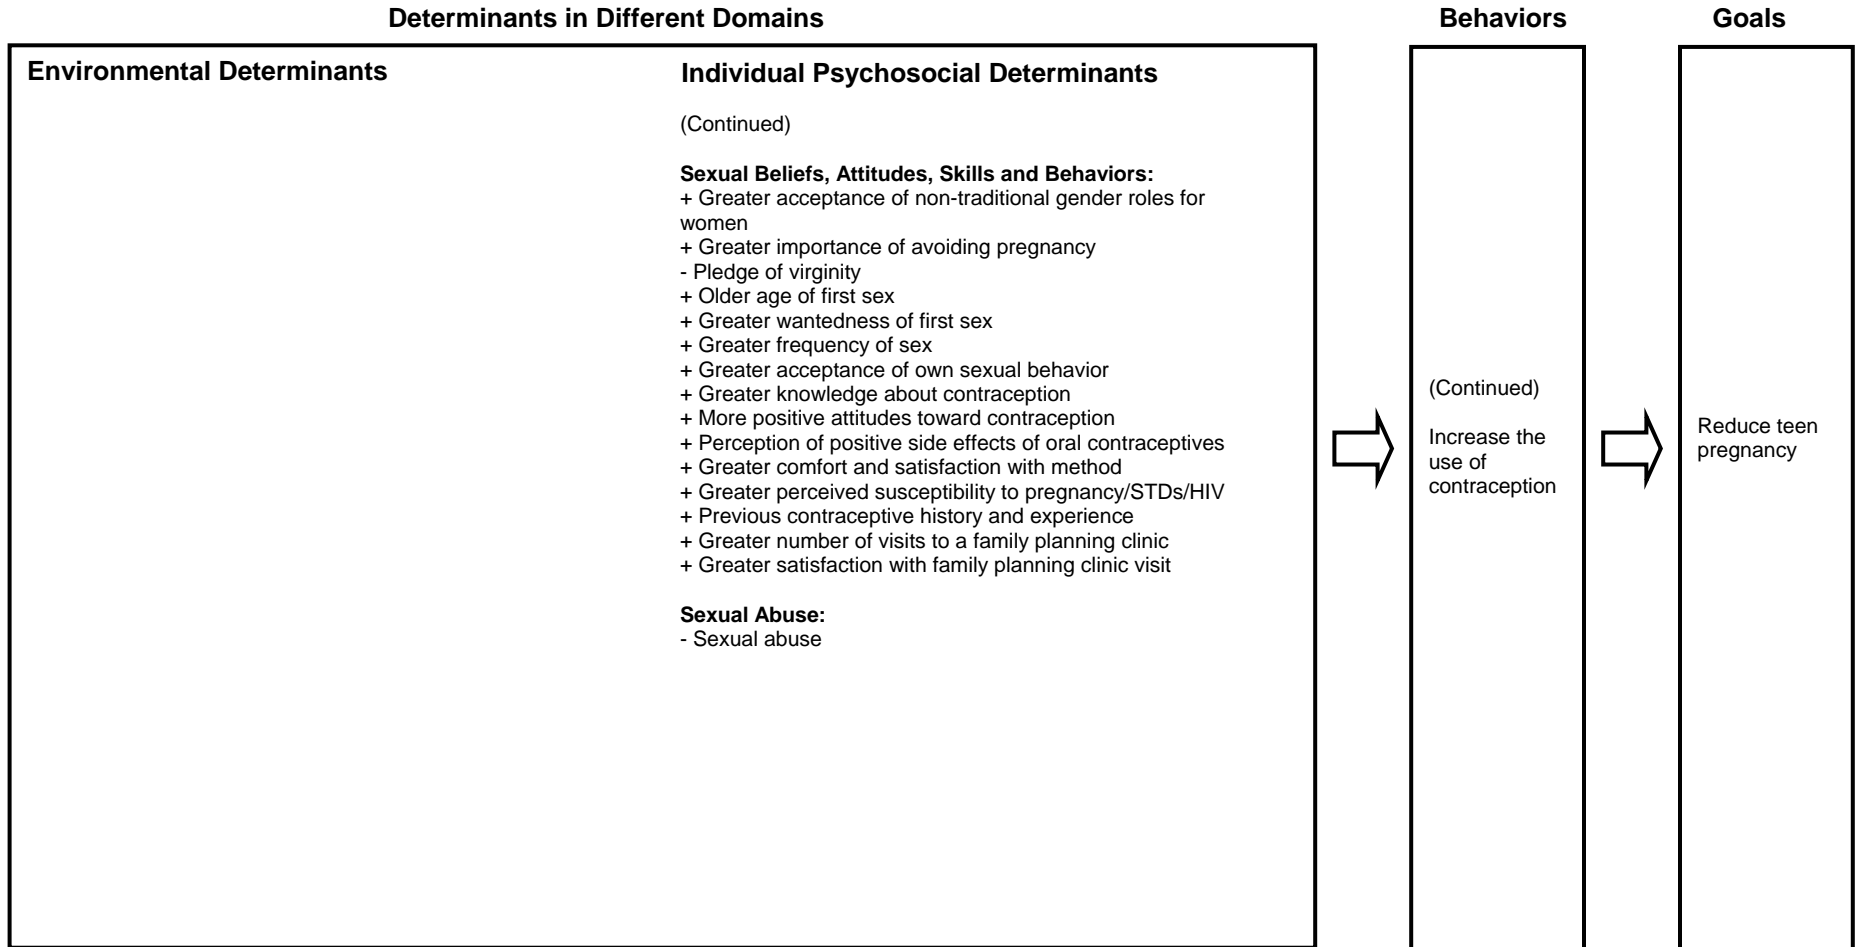 Determinants in Different Domains
Behaviors
Goals
Environmental Determinants
Individual Psychosocial Determinants
(Continued)
Sexual Beliefs, Attitudes, Skills and Behaviors:
+ Greater acceptance of non-traditional gender roles for
women
+ Greater importance of avoiding pregnancy
- Pledge of virginity
+ Older age of first sex
+ Greater wantedness of first sex
+ Greater frequency of sex
+ Greater acceptance of own sexual behavior
+ Greater knowledge about contraception
+ More positive attitudes toward contraception
+ Perception of positive side effects of oral contraceptives
+ Greater comfort and satisfaction with method
+ Greater perceived susceptibility to pregnancy/STDs/HIV
+ Previous contraceptive history and experience
+ Greater number of visits to a family planning clinic
+ Greater satisfaction with family planning clinic visit
Sexual Abuse:
- Sexual abuse
(Continued)
Increase the
use of
contraception
Reduce teen
pregnancy